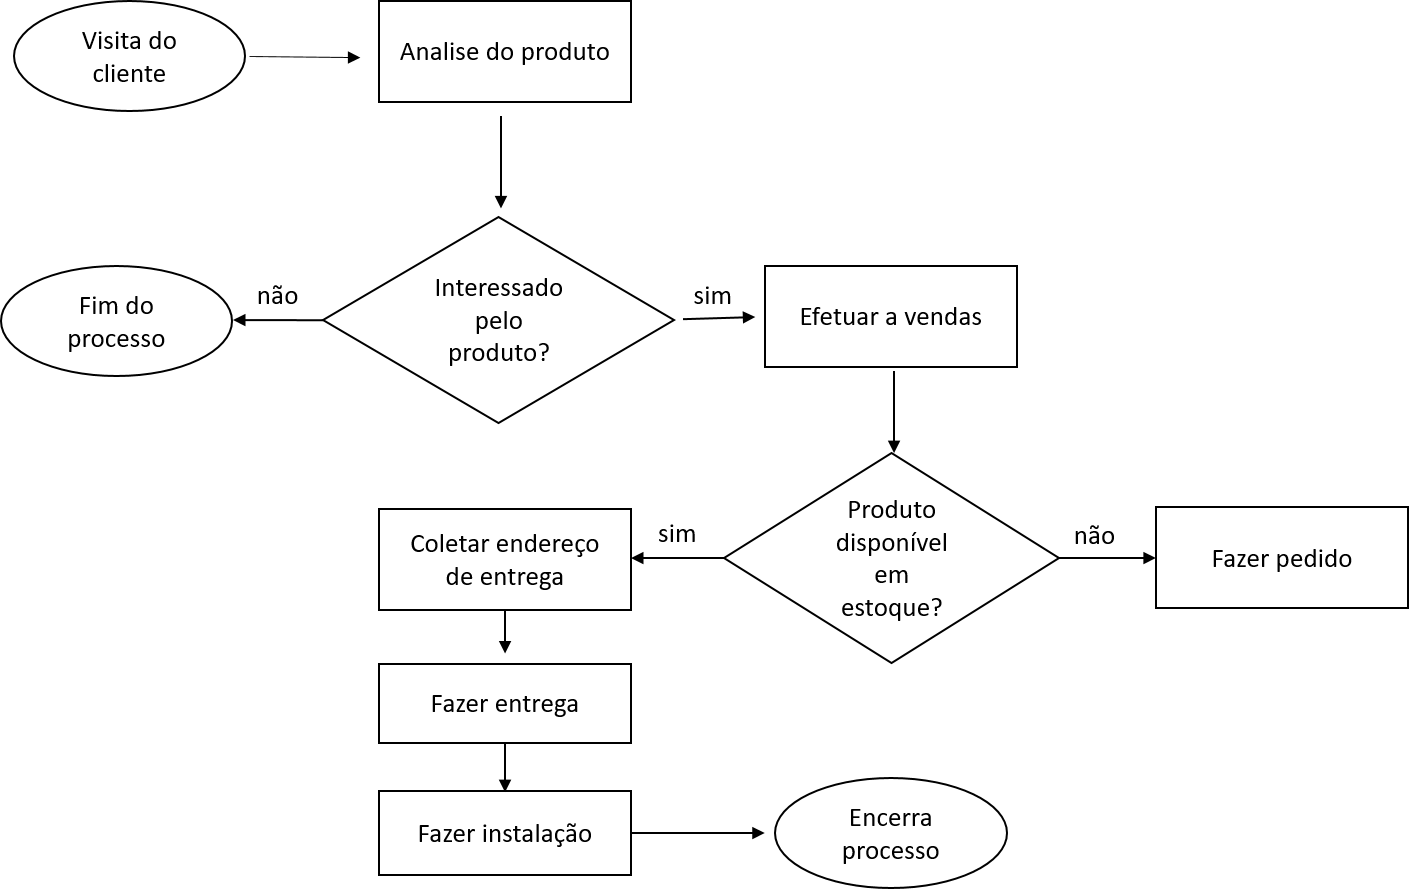 Visita do
cliente
Analise do produto
Fim do
processo
não
Interessado
pelo
produto?
sim
Efetuar a vendas
Coletar endereço
de entrega
sim
Produto
disponível
em
estoque?
não
Fazer pedido
Fazer entrega
Fazer instalação
Encerra
processo